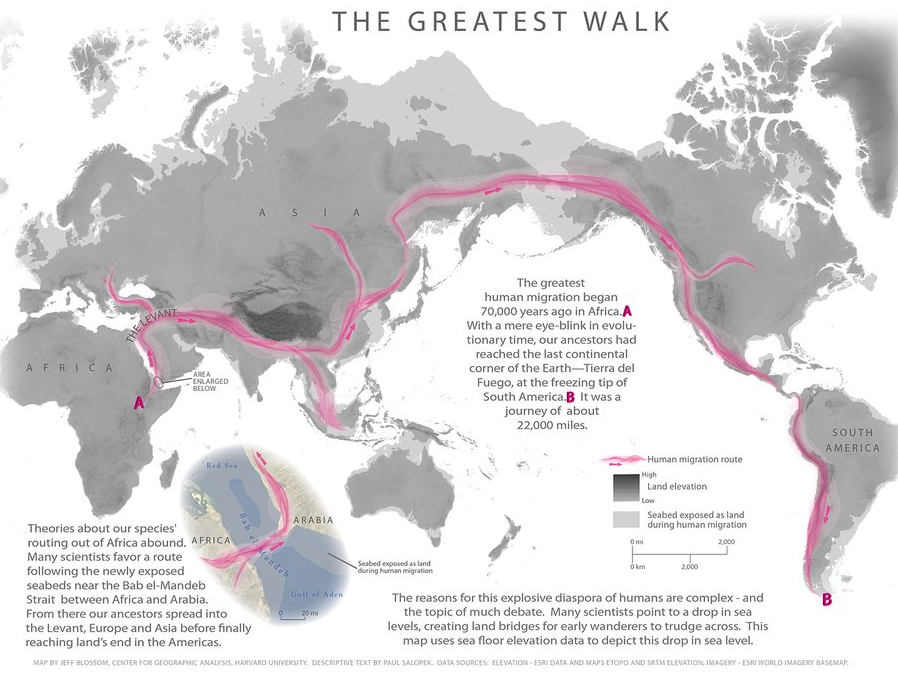 THE GREATEST WALK
A S I A
THE LEVANT
A F R I C A
AREA
ENLARGED
BELOW
A
The greatest
human migration began
70,000 years ago in Africa.A
With a mere eye-blink in evolu-
tionary time, our ancestors had
reached the last continental
corner of the Earth—Tierra del
Fuego, at the freezing tip of
South America.B It was a
journey of about
22,000 miles.
SOUTH
AMERICA
Human migration route
High
Land elevation
Low
Seabed exposed as land
during human migration
0 mi 2,000
0 km 2,000
B
Red Sea
ARABIA
AFRICA
Bab el Mandeb
Gulf of Aden
0 20 mi
Seabed exposed as land
during human migration
Theories about our species'
routing out of Africa abound.
Many scientists favor a route
following the newly exposed
seabeds near the Bab el-Mandeb
Strait between Africa and Arabia.
From there our ancestors spread into
the Levant, Europe and Asia before finally
reaching land's end in the Americas.
The reasons for this explosive diaspora of humans are complex - and
the topic of much debate. Many scientists point to a drop in sea
levels, creating land bridges for early wanderers to trudge across. This
map uses sea floor elevation data to depict this drop in sea level.
MAP BY JEFF BLOSSOM, CENTER FOR GEOGRAPHIC ANALYSIS, HARVARD UNIVERSITY. DESCRIPTIVE TEXT BY PAUL SALOPEK. DATA SOURCES: ELEVATION - ESRI DATA AND MAPS ETOPO AND SRTM ELEVATION; IMAGERY - ESRI WORLD IMAGERY BASEMAP.